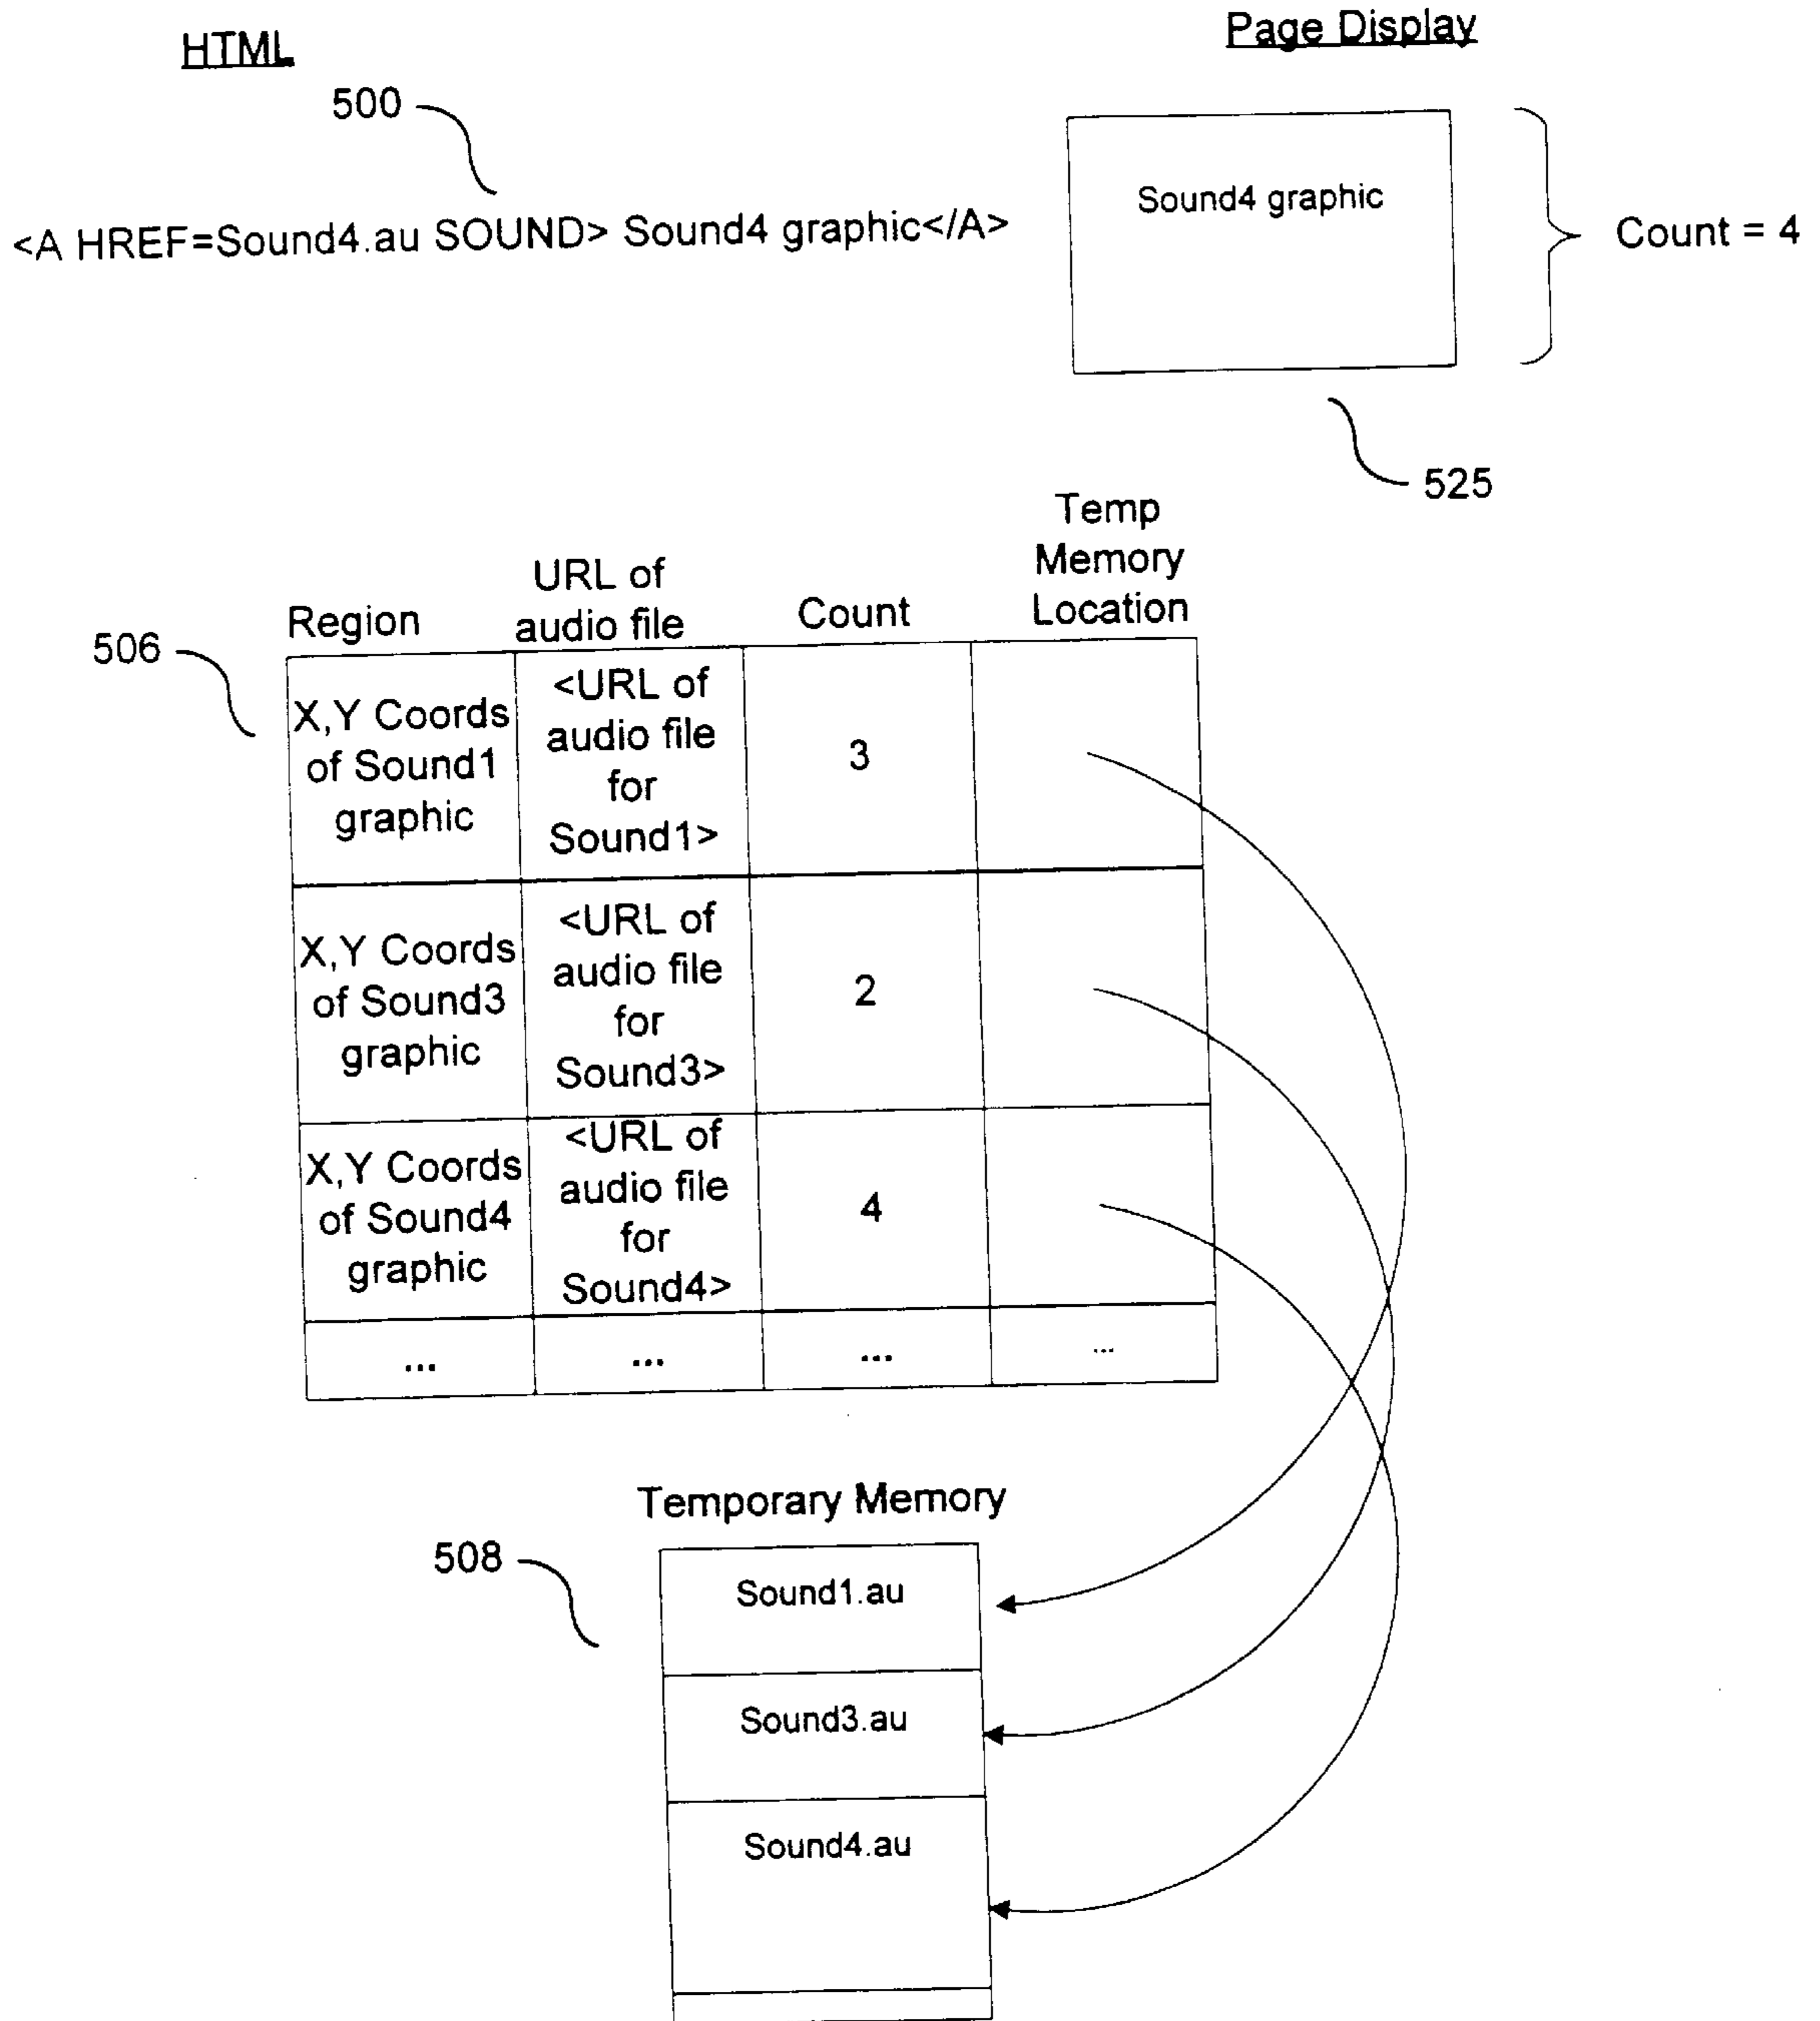 HTML
Page Display
500
<A HREF=Sound4.au SOUND> Sound4 graphic</A>
Sound4 graphic
Count = 4
525
Region
URL of
audio file
Count
Temp
Memory
Location
506
X,Y Coords
of Sound1
graphic
<URL of
audio file
for
Sound1>
3
X,Y Coords
of Sound3
graphic
<URL of
audio file
for
Sound3>
2
X,Y Coords
of Sound4
graphic
<URL of
audio file
for
Sound4>
4
...
...
...
...
Temporary Memory
508
Sound1.au
Sound3.au
Sound4.au